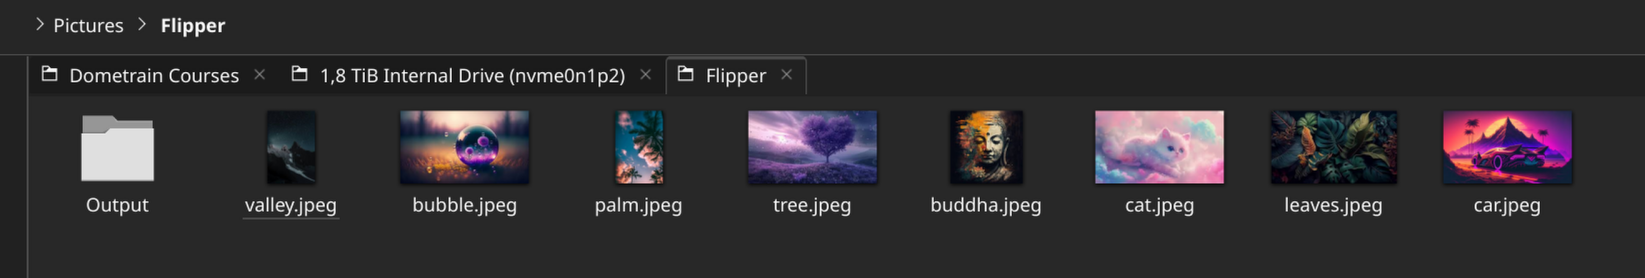 Pictures Flipper
Dometrain Courses 1,8 TiB Internal Drive (nvme0n1p2) Flipper
Output valley.jpeg bubble.jpeg palm.jpeg tree.jpeg buddha.jpeg cat.jpeg leaves.jpeg car.jpeg